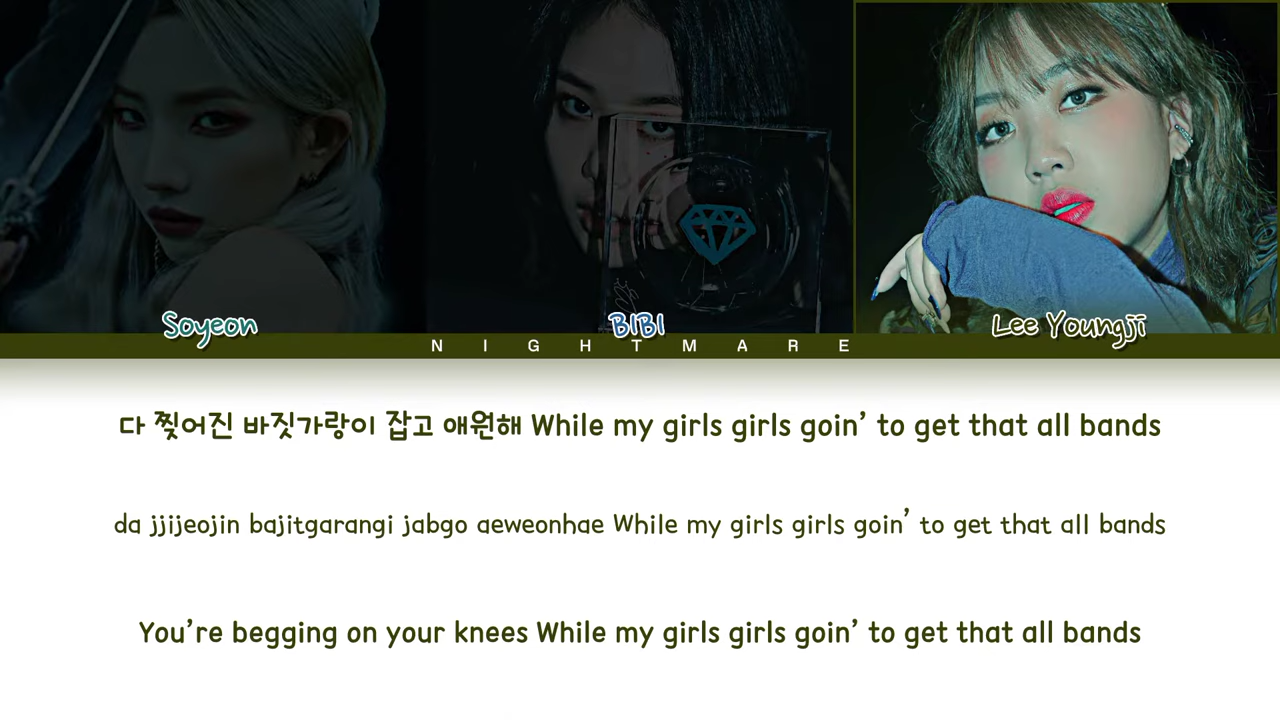 Soyeon
BIBI
Lee Youngji
NIGHTMARE
다 찢어진 바짓가랑이 잡고 애원해 While my girls girls goin’ to get that all bands
da jjijeojin bajitgarangi jabgo aeweonhae While my girls girls goin’ to get that all bands
You’re begging on your knees While my girls girls goin’ to get that all bands